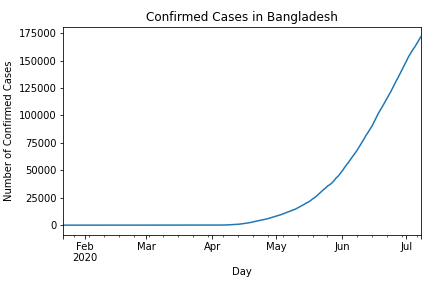 Confirmed Cases in Bangladesh
Number of Confirmed Cases
175000
150000
125000
100000
75000
50000
25000
0
Feb Mar Apr May Jun Jul
2020
Day